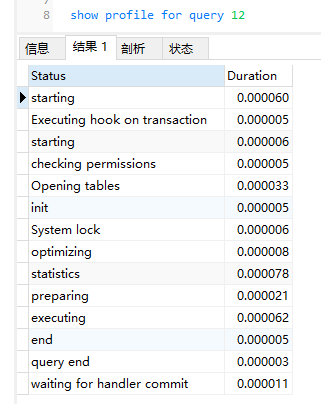 7
8 show profile for query 12
信息 结果 1 剖析 状态
Status Duration
starting 0.000060
Executing hook on transaction 0.000005
starting 0.000006
checking permissions 0.000005
Opening tables 0.000033
init 0.000005
System lock 0.000006
optimizing 0.000008
statistics 0.000078
preparing 0.000021
executing 0.000062
end 0.000005
query end 0.000003
waiting for handler commit 0.000011